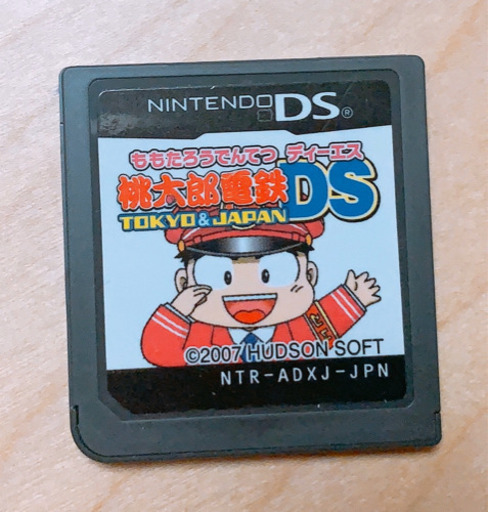 NINTENDO DS®
ももたろうでんてつ ディーエス
桃太郎電鉄DS
TOKYO & JAPAN
©2007 HUDSON SOFT
NTR-ADXJ-JPN